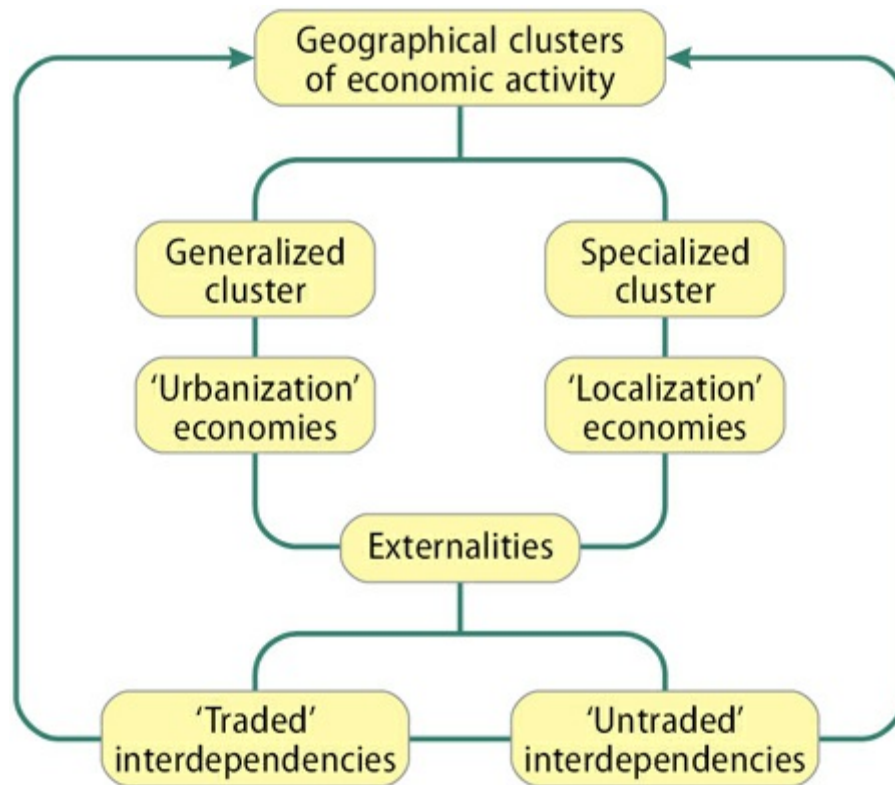 Geographical clusters
of economic activity
Generalized
cluster
Specialized
cluster
‘Urbanization’
economies
‘Localization’
economies
Externalities
‘Traded’
interdependencies
‘Untraded’
interdependencies